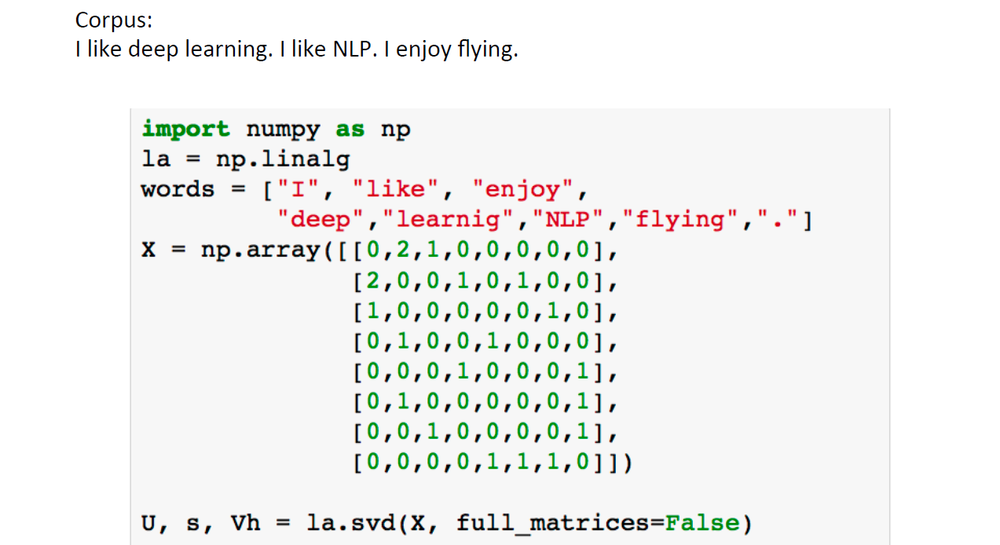 Corpus:
I like deep learning. I like NLP. I enjoy flying.
import numpy as np
la = np.linalg
words = ["I", "like", "enjoy",
"deep","learnig","NLP","flying","."]
X = np.array([[0,2,1,0,0,0,0,0],
[2,0,0,1,0,1,0,0],
[1,0,0,0,0,0,1,0],
[0,1,0,0,1,0,0,0],
[0,0,0,1,0,0,0,1],
[0,1,0,0,0,0,0,1],
[0,0,1,0,0,0,0,1],
[0,0,0,0,1,1,1,0]])
U, s, Vh = la.svd(X, full_matrices=False)